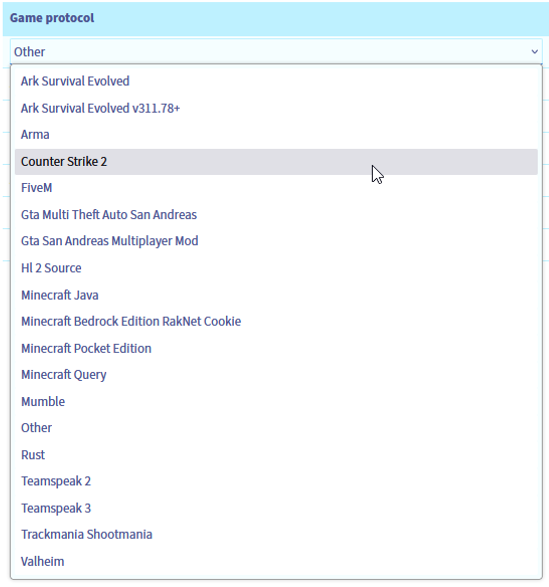 Game protocol
Other
Ark Survival Evolved
Ark Survival Evolved v311.78+
Arma
Counter Strike 2
FiveM
Gta Multi Theft Auto San Andreas
Gta San Andreas Multiplayer Mod
Hl 2 Source
Minecraft Java
Minecraft Bedrock Edition RakNet Cookie
Minecraft Pocket Edition
Minecraft Query
Mumble
Other
Rust
Teamspeak 2
Teamspeak 3
Trackmania Shootmania
Valheim